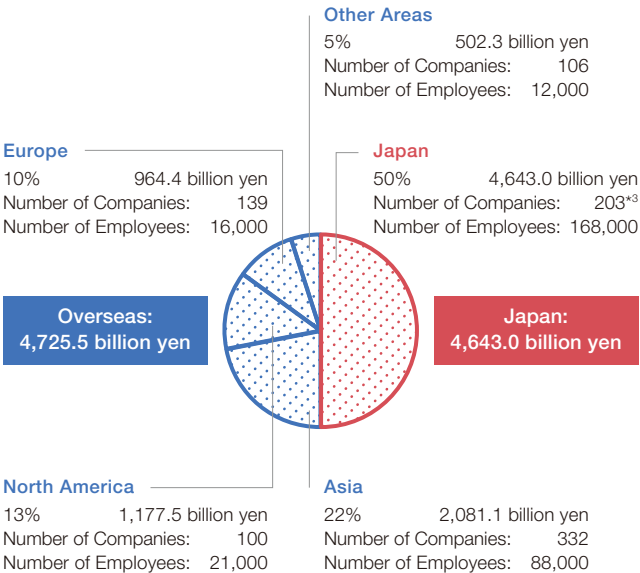 Other Areas
5% 502.3 billion yen
Number of Companies: 106
Number of Employees: 12,000
Europe
10% 964.4 billion yen
Number of Companies: 139
Number of Employees: 16,000
Japan
50% 4,643.0 billion yen
Number of Companies: 203*3
Number of Employees: 168,000
Overseas:
4,725.5 billion yen
Japan:
4,643.0 billion yen
North America
13% 1,177.5 billion yen
Number of Companies: 100
Number of Employees: 21,000
Asia
22% 2,081.1 billion yen
Number of Companies: 332
Number of Employees: 88,000